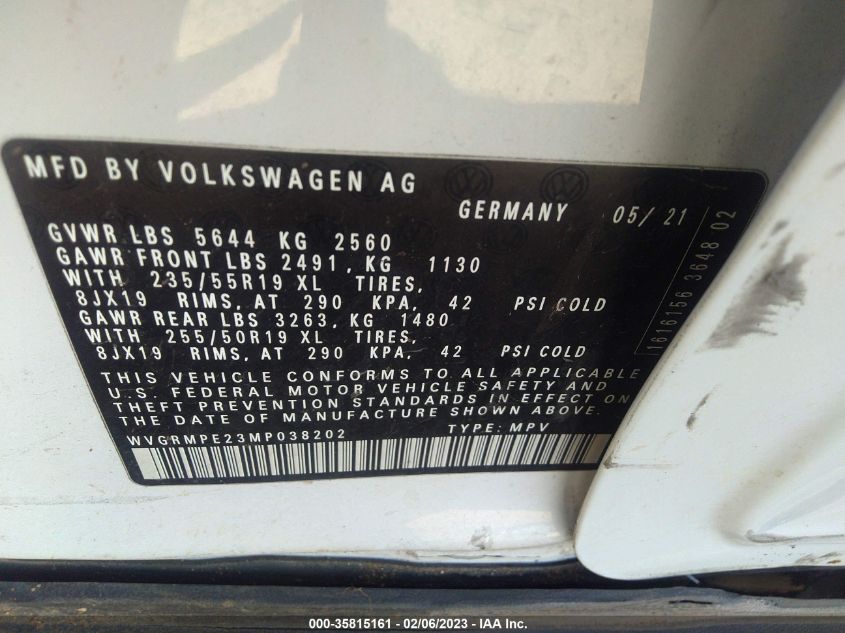 MFD BY VOLKSWAGEN AG
GERMANY 05/ 21
GVWR LBS 5644 KG 2560
GAWR FRONT LBS 2491, KG 1130
WITH 235/55R19 XL TIRES,
8JX19 RIMS, AT 290 KPA, 42 PSI COLD
GAWR REAR LBS 3263, KG 1480
WITH 255/50R19 XL TIRES,
8JX19 RIMS, AT 290 KPA, 42 PSI COLD
THIS VEHICLE CONFORMS TO ALL APPLICABLE
U.S. FEDERAL MOTOR VEHICLE SAFETY AND
THEFT PREVENTION STANDARDS IN EFFECT ON
THE DATE OF MANUFACTURE SHOWN ABOVE.
WVGRMPE23MP038202 TYPE: MPV
1616156 3648 02
000-35815161 - 02/06/2023 - IAA Inc.